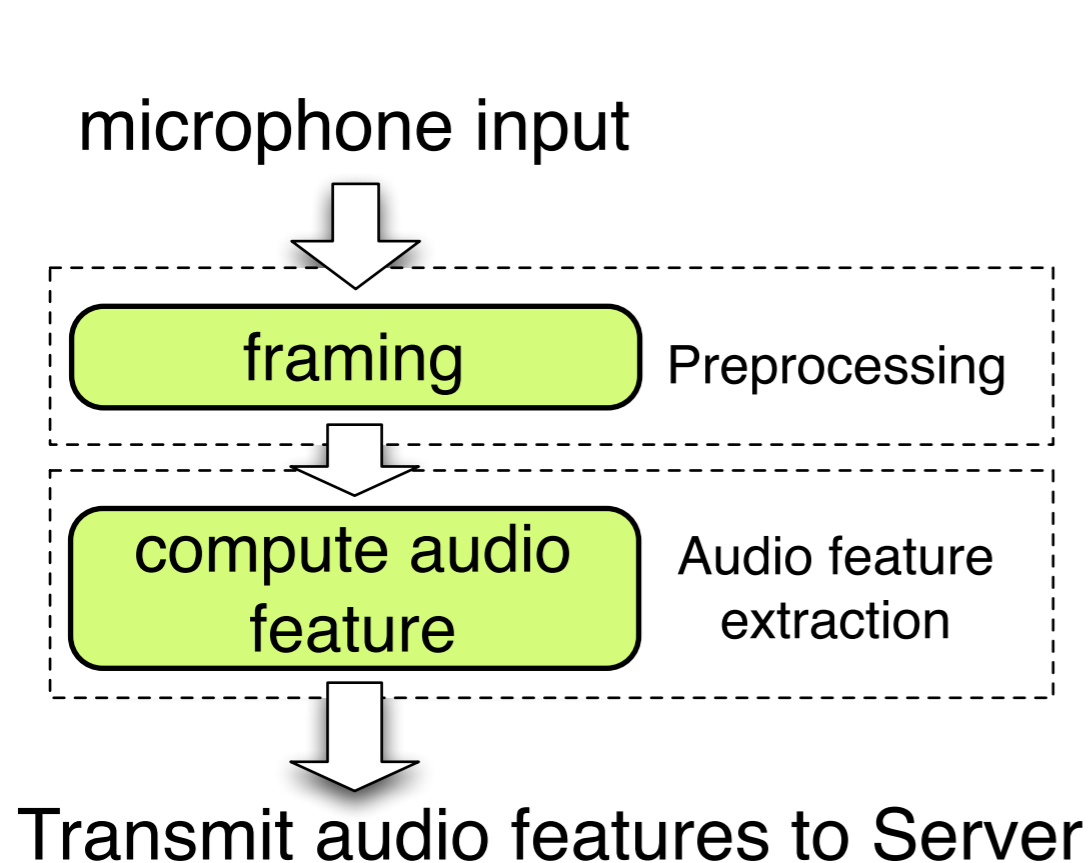 microphone input
framing
Preprocessing
compute audio
feature
Audio feature
extraction
Transmit audio features to Server